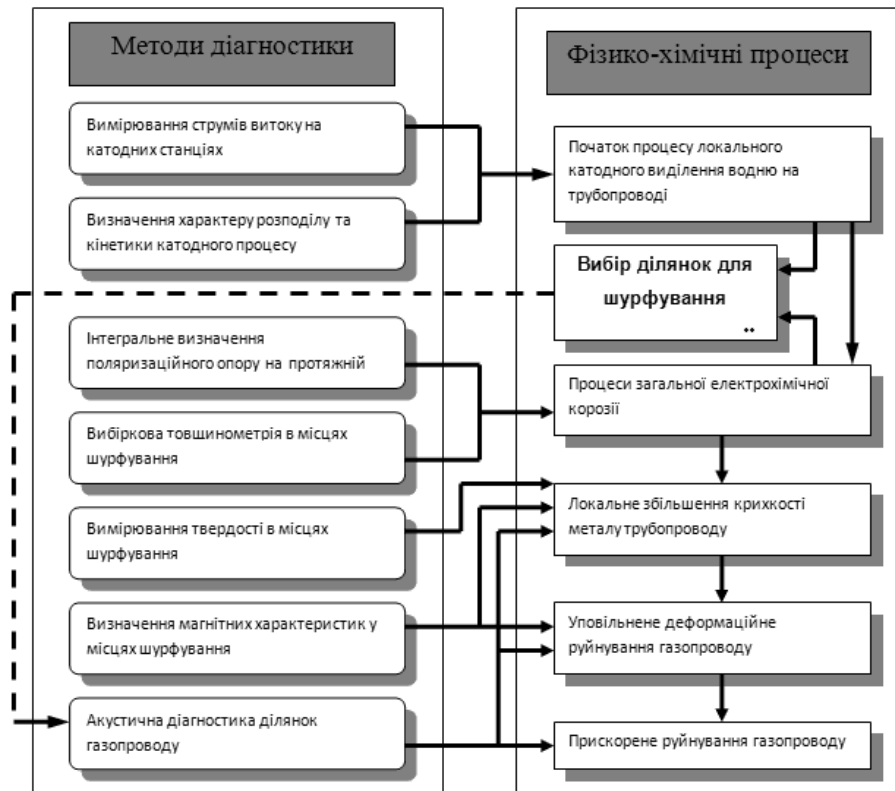 Методи діагностики
Вимірювання струмів витоку на
катодних станціях
Визначення характеру розподілу та
кінетики катодного процесу
Інтегральне визначення
поляризаційного опору на протяжній
Вибіркова товщинометрія в місцях
шурфування
Вимірювання твердості в місцях
шурфування
Визначення магнітних характеристик у
місцях шурфування
Акустична діагностика ділянок
газопроводу
Фізико-хімічні процеси
Початок процесу локального
катодного виділення водню на
трубопроводі
Вибір ділянок для
шурфування
..
Процеси загальної електрохімічної
корозії
Локальне збільшення крихкості
металу трубопроводу
Уповільнене деформаційне
руйнування газопроводу
Прискорене руйнування газопроводу